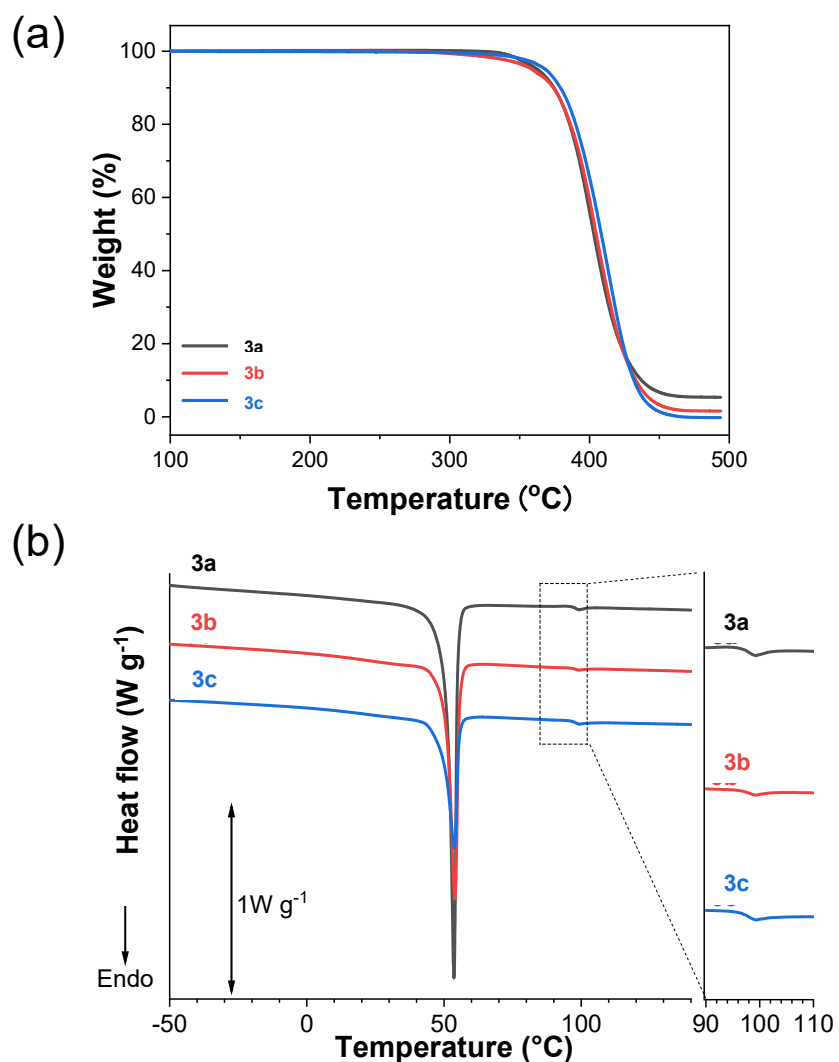 (a)
100
80
60
40
20
0
Weight (%)
3a
3b
3c
100
200
300
400
500
Temperature (°C)
(b)
3a
3b
3c
Heat flow (W g-1)
1W g-1
Endo
-50
0
50
100
Temperature (°C)
3a
3b
3c
90
100
110